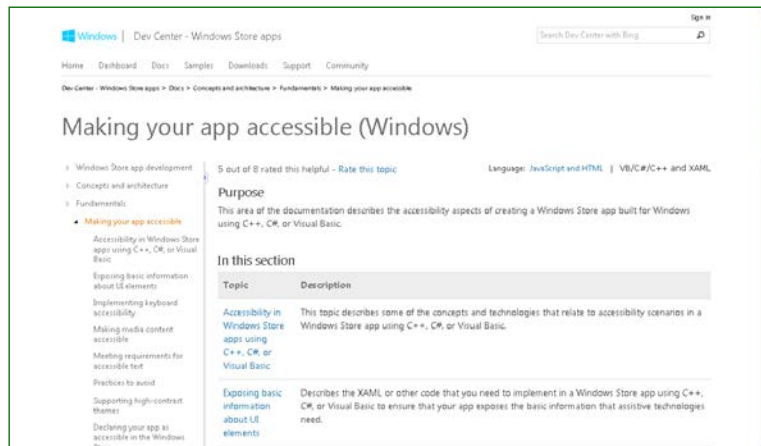 Sign in
Windows | Dev Center - Windows Store apps
Search Dev Center with Bing
Home Dashboard Docs Samples Downloads Support Community
Dev Center - Windows Store apps > Docs > Concepts and architecture > Fundamentals > Making your app accessible
Making your app accessible (Windows)
Windows Store app development
Concepts and architecture
Fundamentals
Making your app accessible
Accessibility in Windows Store
apps using C++, C#, or Visual
Basic
Exposing basic information
about UI elements
Implementing keyboard
accessibility
Making media content
accessible
Meeting requirements for
accessible text
Practices to avoid
Supporting high-contrast
themes
Declaring your app as
accessible in the Windows
5 out of 8 rated this helpful - Rate this topic
Language: JavaScript and HTML | VB/C#/C++ and XAML
Purpose
This area of the documentation describes the accessibility aspects of creating a Windows Store app built for Windows
using C++, C#, or Visual Basic.
In this section
Topic Description
Accessibility in
Windows Store
apps using
C++, C#, or
Visual Basic
This topic describes some of the concepts and technologies that relate to accessibility scenarios in a
Windows Store app using C++, C#, or Visual Basic.
Exposing basic
information
about UI
elements
Describes the XAML or other code that you need to implement in a Windows Store app using C++,
C#, or Visual Basic to ensure that your app exposes the basic information that assistive technologies
need.